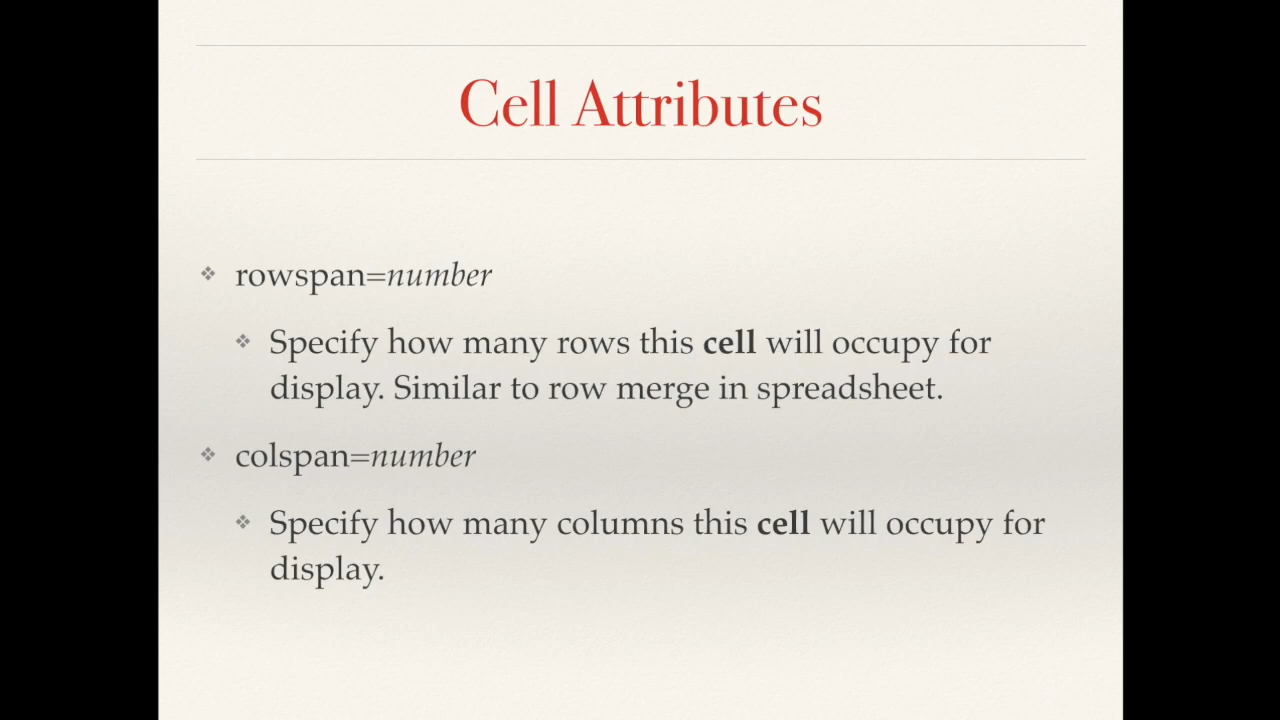 Cell Attributes
rowspan=number
Specify how many rows this cell will occupy for
display. Similar to row merge in spreadsheet.
colspan=number
Specify how many columns this cell will occupy for
display.